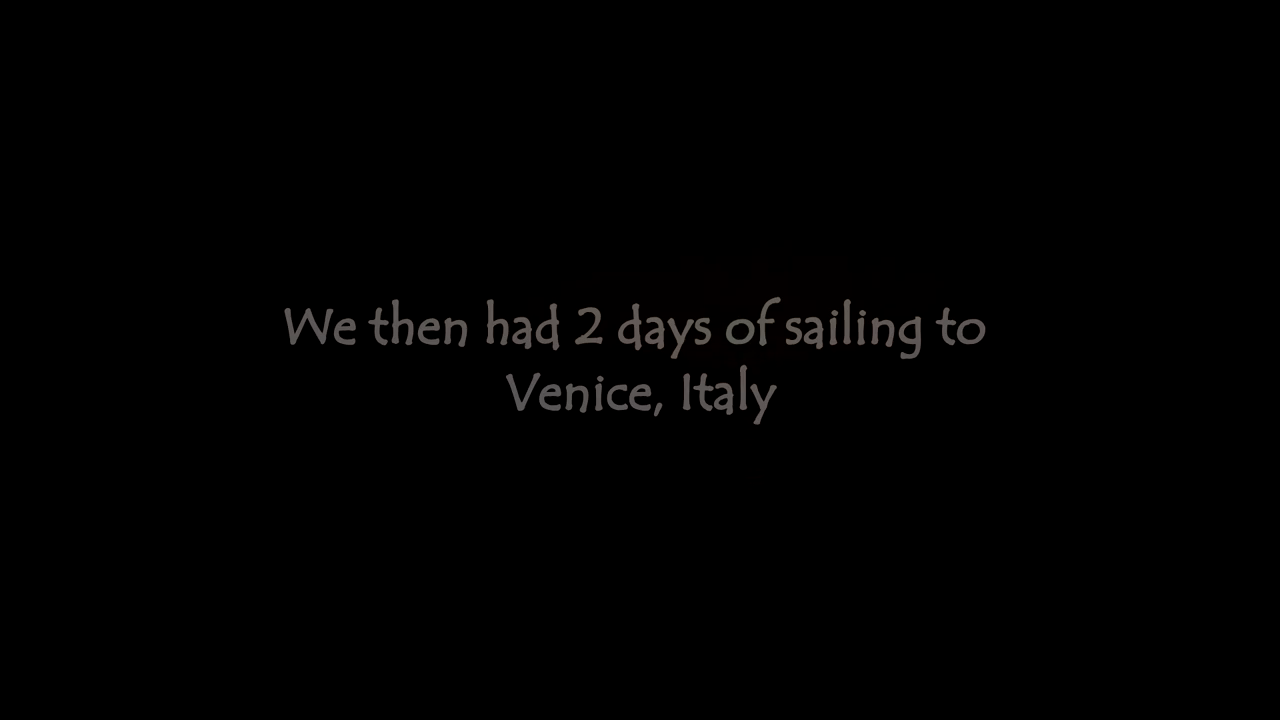 We then had 2 days of sailing to
Venice, Italy